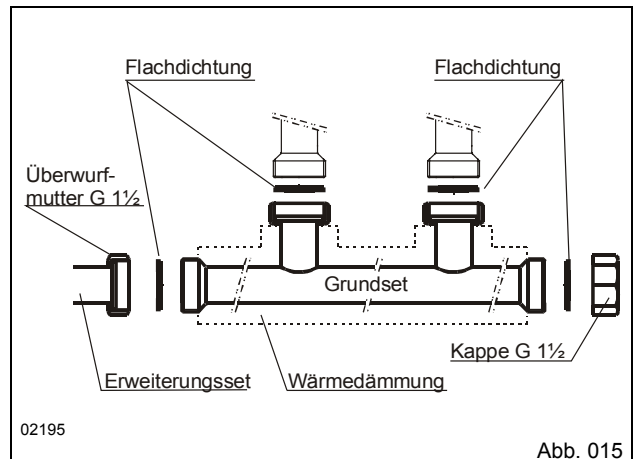 Flachdichtung
Flachdichtung
Überwurf-
mutter G 1½
Grundset
Kappe G 1½
Erweiterungsset
Wärmedämmung
02195
Abb. 015